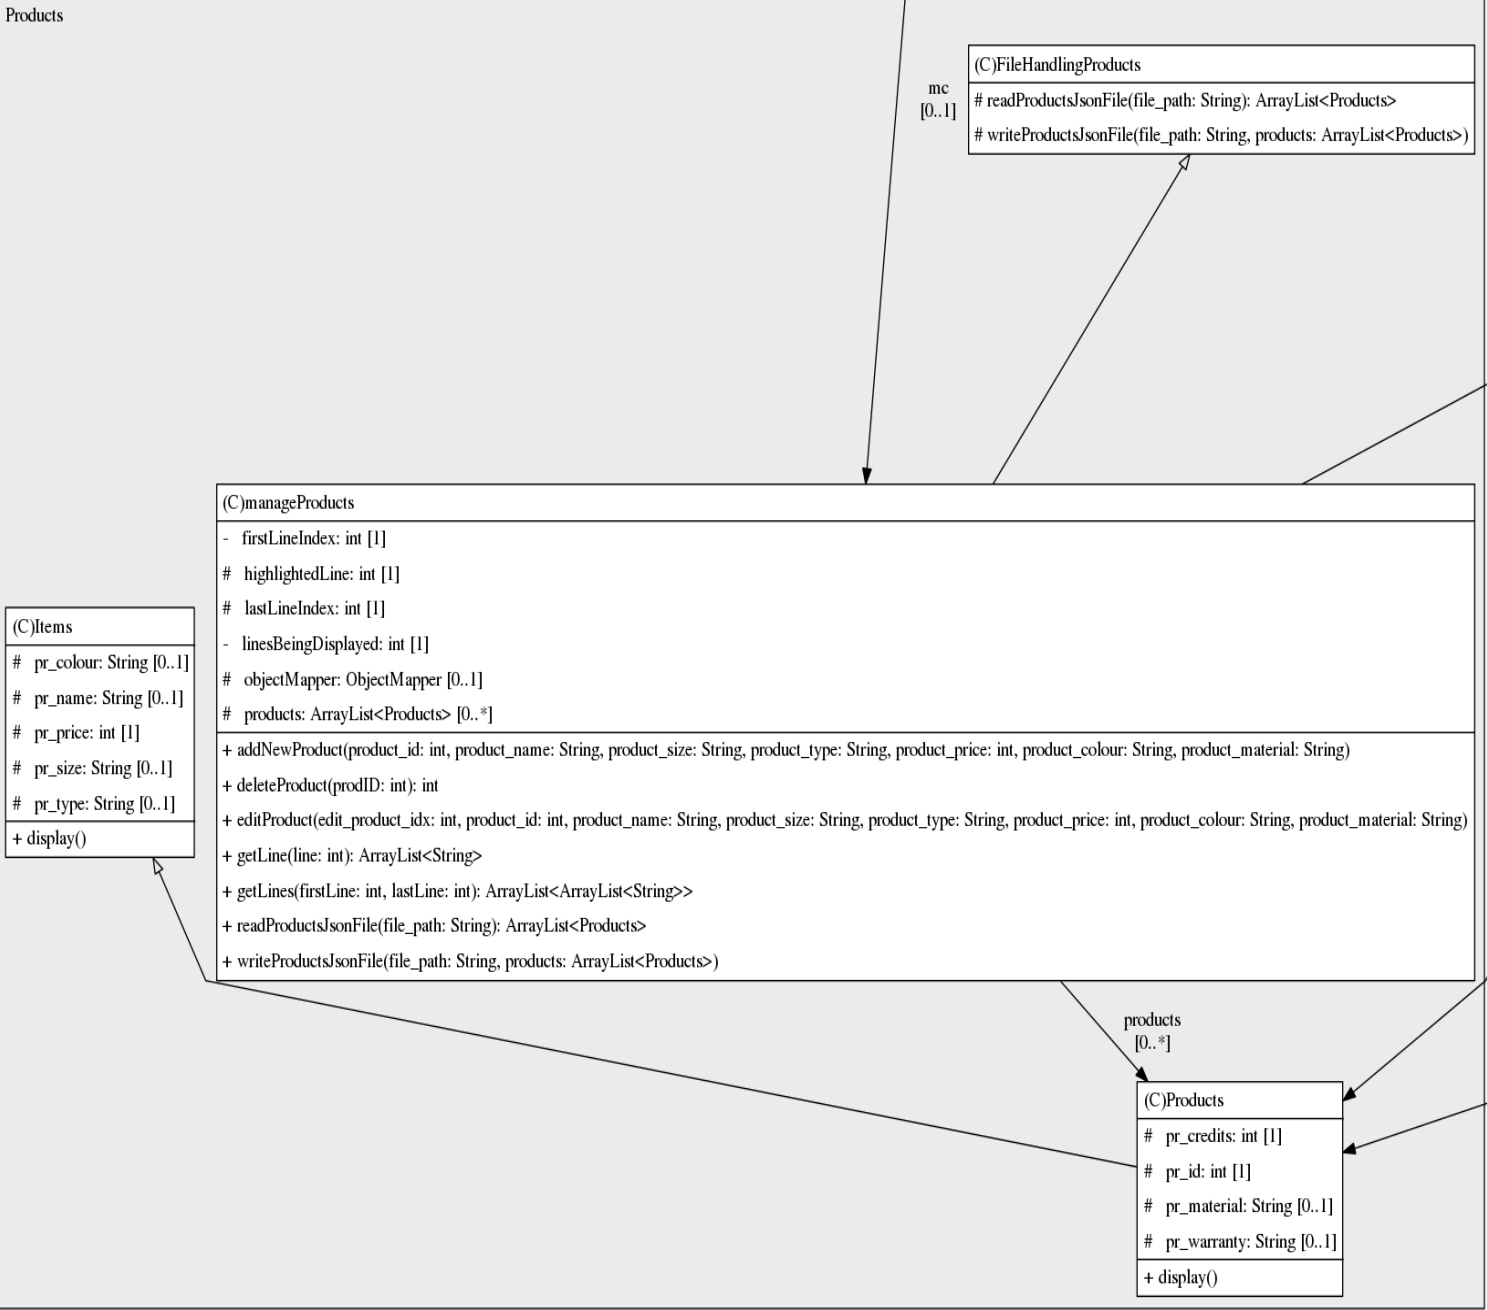 Products
mc
[0..1]
(C)FileHandlingProducts
# readProductsJsonFile(file_path: String): ArrayList<Products>
# writeProductsJsonFile(file_path: String, products: ArrayList<Products>)
(C)manageProducts
- firstLineIndex: int [1]
# highlightedLine: int [1]
# lastLineIndex: int [1]
- linesBeingDisplayed: int [1]
# objectMapper: ObjectMapper [0..1]
# products: ArrayList<Products> [0..*]
+ addNewProduct(product_id: int, product_name: String, product_size: String, product_type: String, product_price: int, product_colour: String, product_material: String)
+ deleteProduct(prodID: int): int
+ editProduct(edit_product_idx: int, product_id: int, product_name: String, product_size: String, product_type: String, product_price: int, product_colour: String, product_material: String)
+ getLine(line: int): ArrayList<String>
+ getLines(firstLine: int, lastLine: int): ArrayList<ArrayList<String>>
+ readProductsJsonFile(file_path: String): ArrayList<Products>
+ writeProductsJsonFile(file_path: String, products: ArrayList<Products>)
(C)Items
# pr_colour: String [0..1]
# pr_name: String [0..1]
# pr_price: int [1]
# pr_size: String [0..1]
# pr_type: String [0..1]
+ display()
products
[0..*]
(C)Products
# pr_credits: int [1]
# pr_id: int [1]
# pr_material: String [0..1]
# pr_warranty: String [0..1]
+ display()